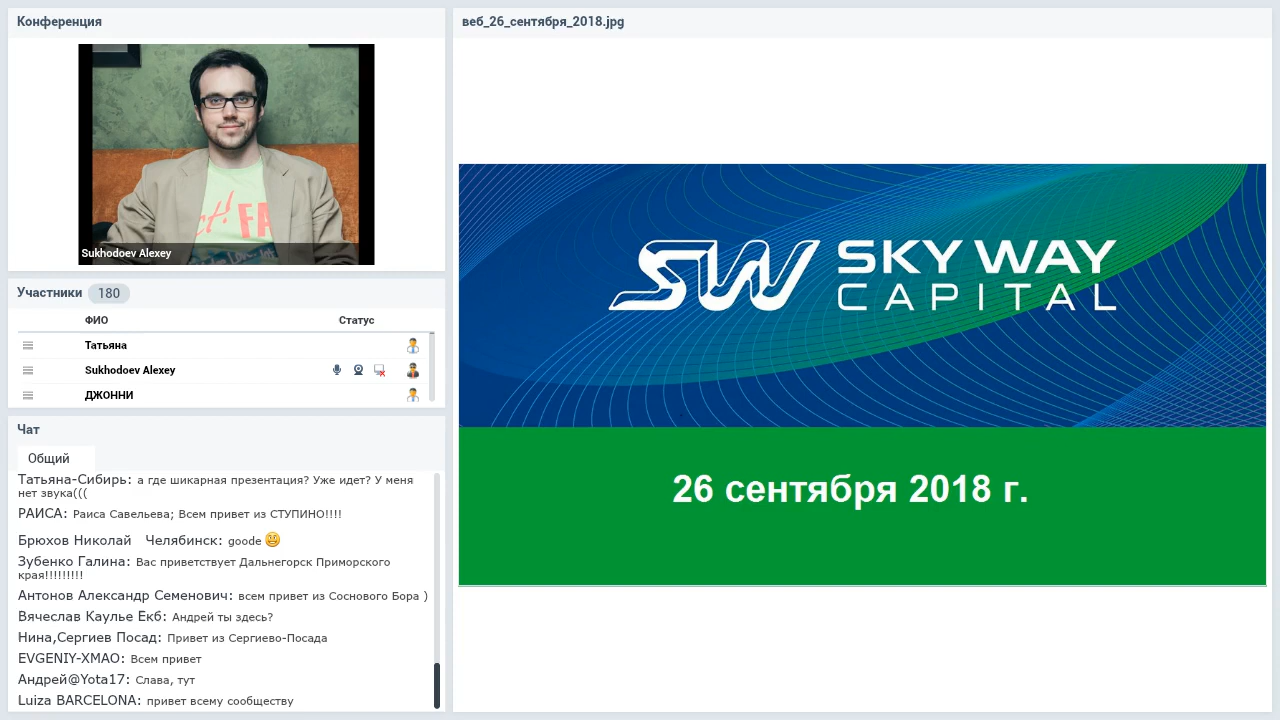 Конференция
Sukhodoev Alexey
Участники 180
ФИО Статус
Татьяна
Sukhodoev Alexey
ДЖОННИ
Чат
Общий
Татьяна-Сибирь: а где шикарная презентация? Уже идет? У меня
нет звука(((
РАИСА: Раиса Савельева; Всем привет из СТУПИНО!!!!
Брюхов Николай Челябинск: goode
Зубенко Галина: Вас приветствует Дальнегорск Приморского
края!!!!!!!!!
Антонов Александр Семенович: всем привет из Соснового Бора )
Вячеслав Каулье Екб: Андрей ты здесь?
Нина,Сергиев Посад: Привет из Сергиево-Посада
EVGENIY-XMAO: Всем привет
Андрей@Yota17: Слава, тут
Luiza BARCELONA: привет всему сообществу
веб_26_сентября_2018.jpg
SW SKY WAY
CAPITAL
26 сентября 2018 г.